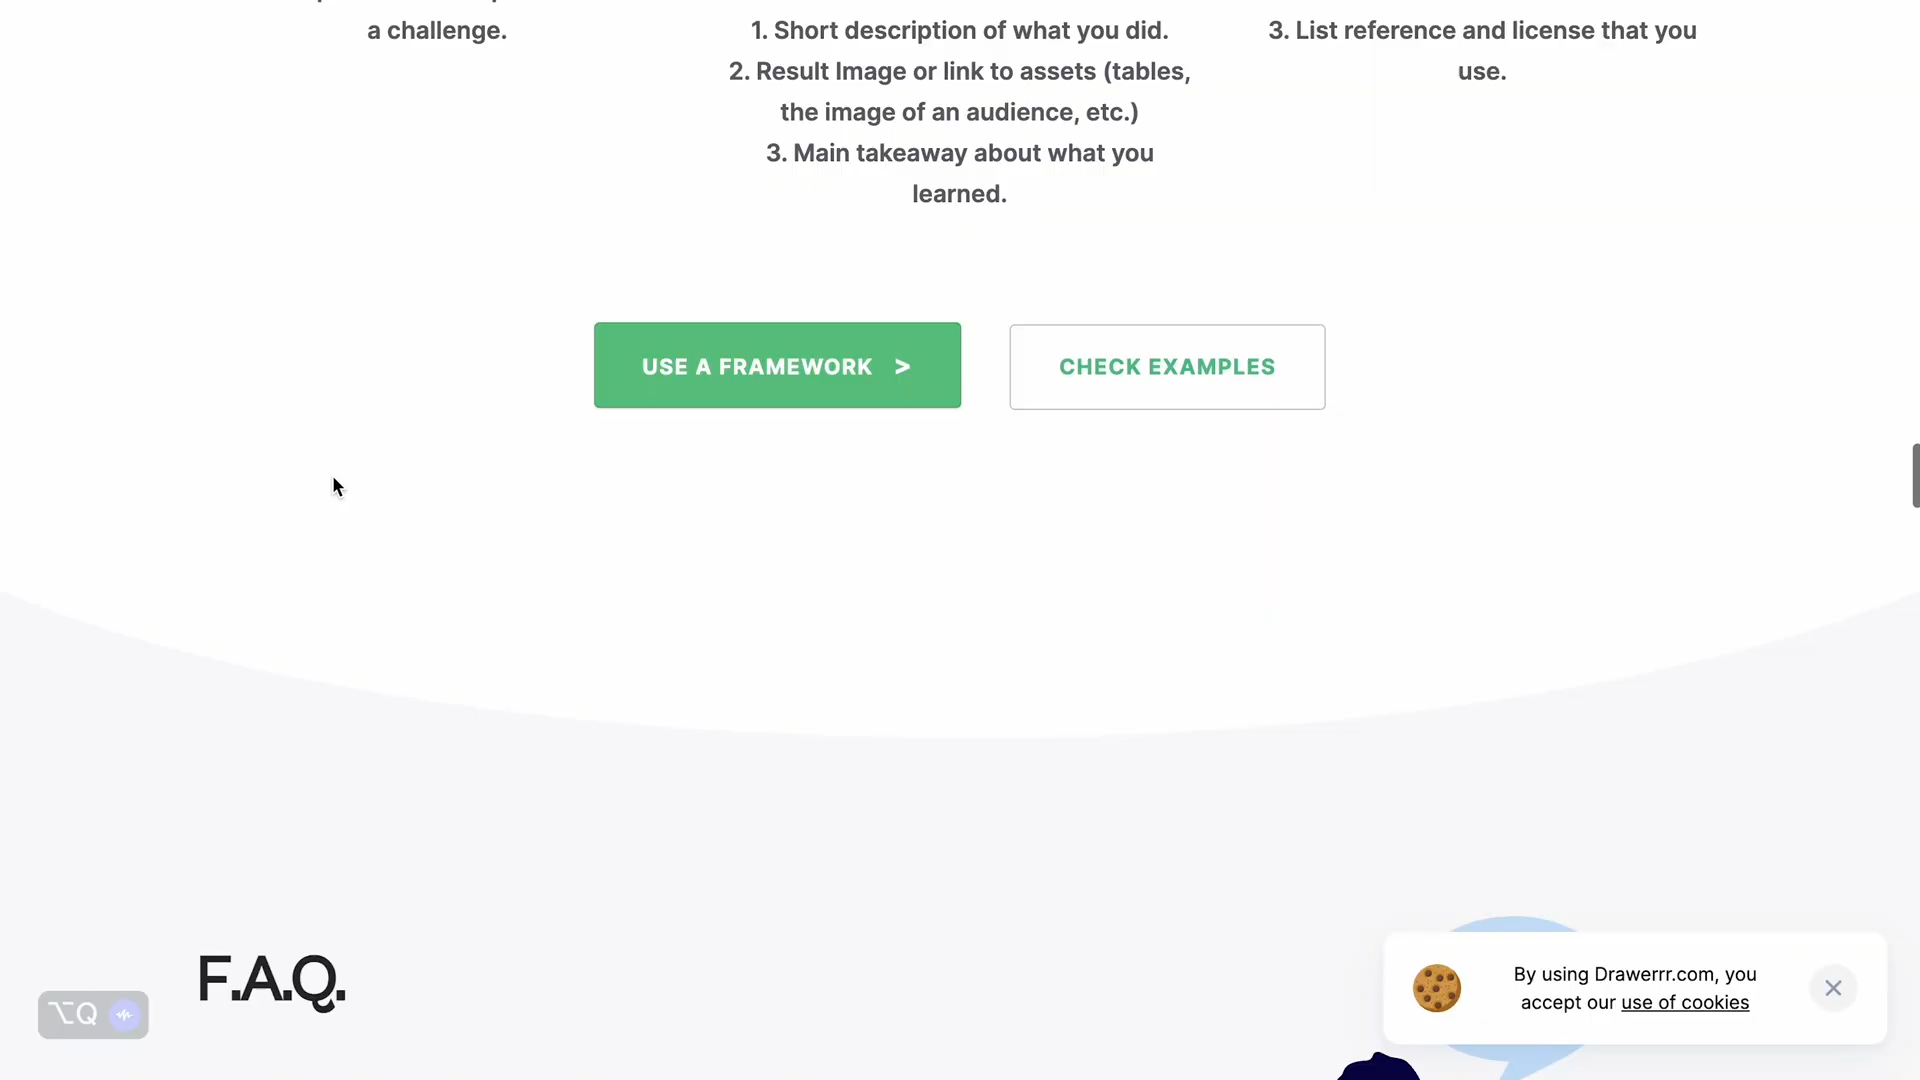 a challenge.
1. Short description of what you did.
2. Result Image or link to assets (tables,
the image of an audience, etc.)
3. Main takeaway about what you
learned.
3. List reference and license that you
use.
USE A FRAMEWORK >
CHECK EXAMPLES
F.A.Q.
⌥Q
By using Drawerrr.com, you
accept our use of cookies